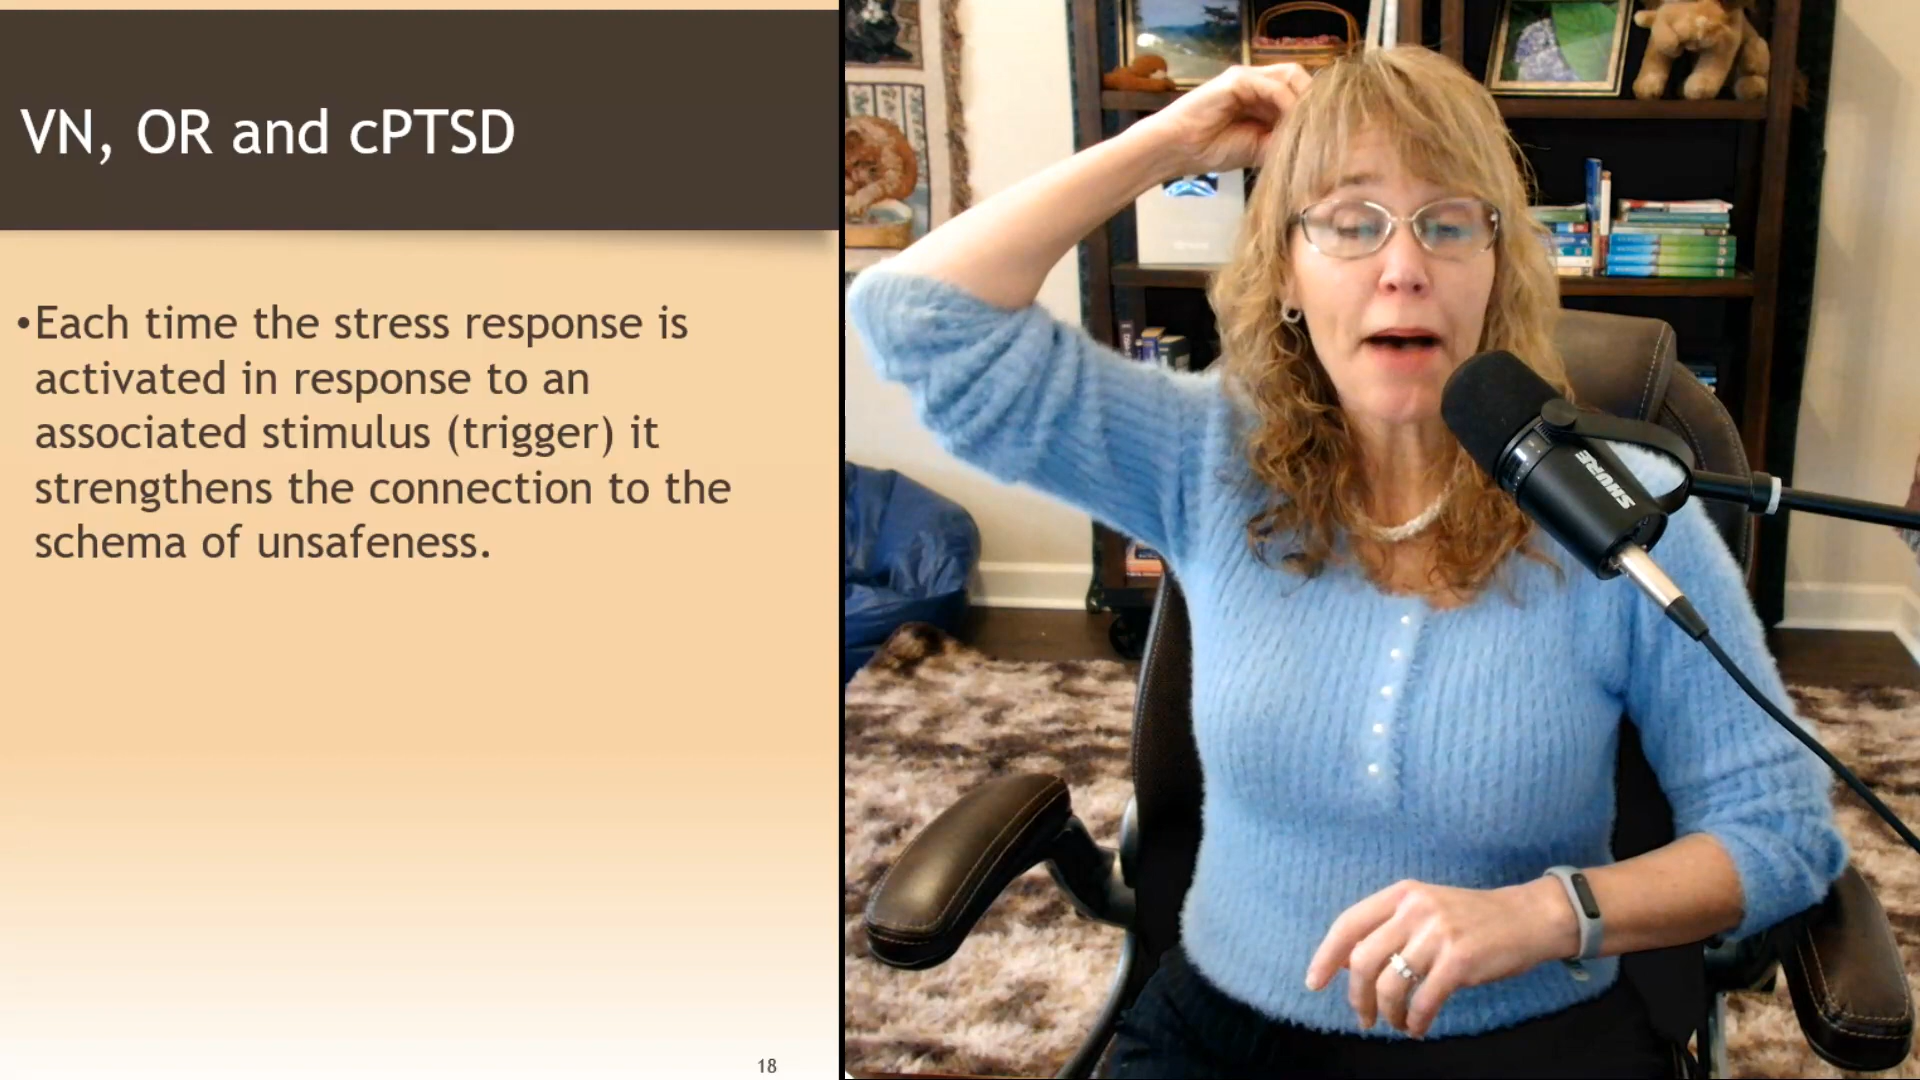 VN, OR and cPTSD
•Each time the stress response is
activated in response to an
associated stimulus (trigger) it
strengthens the connection to the
schema of unsafeness.
18
SHURE